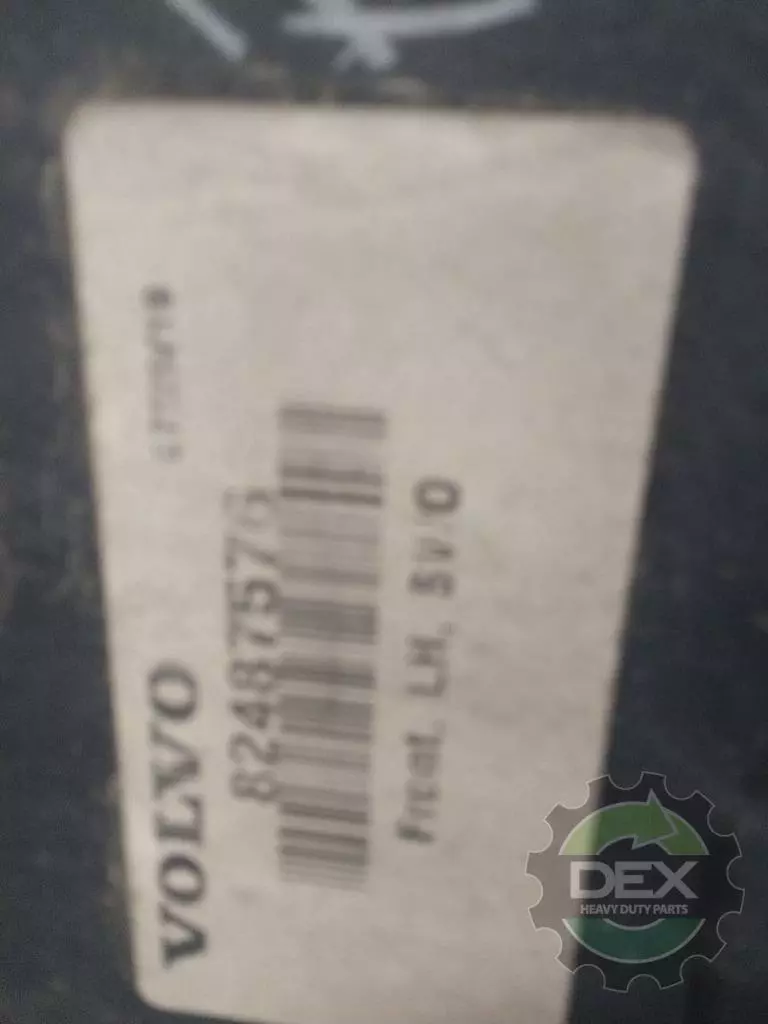 VOLVO
82487576
Front. LH. SV/O
DEX
HEAVY DUTY PARTS